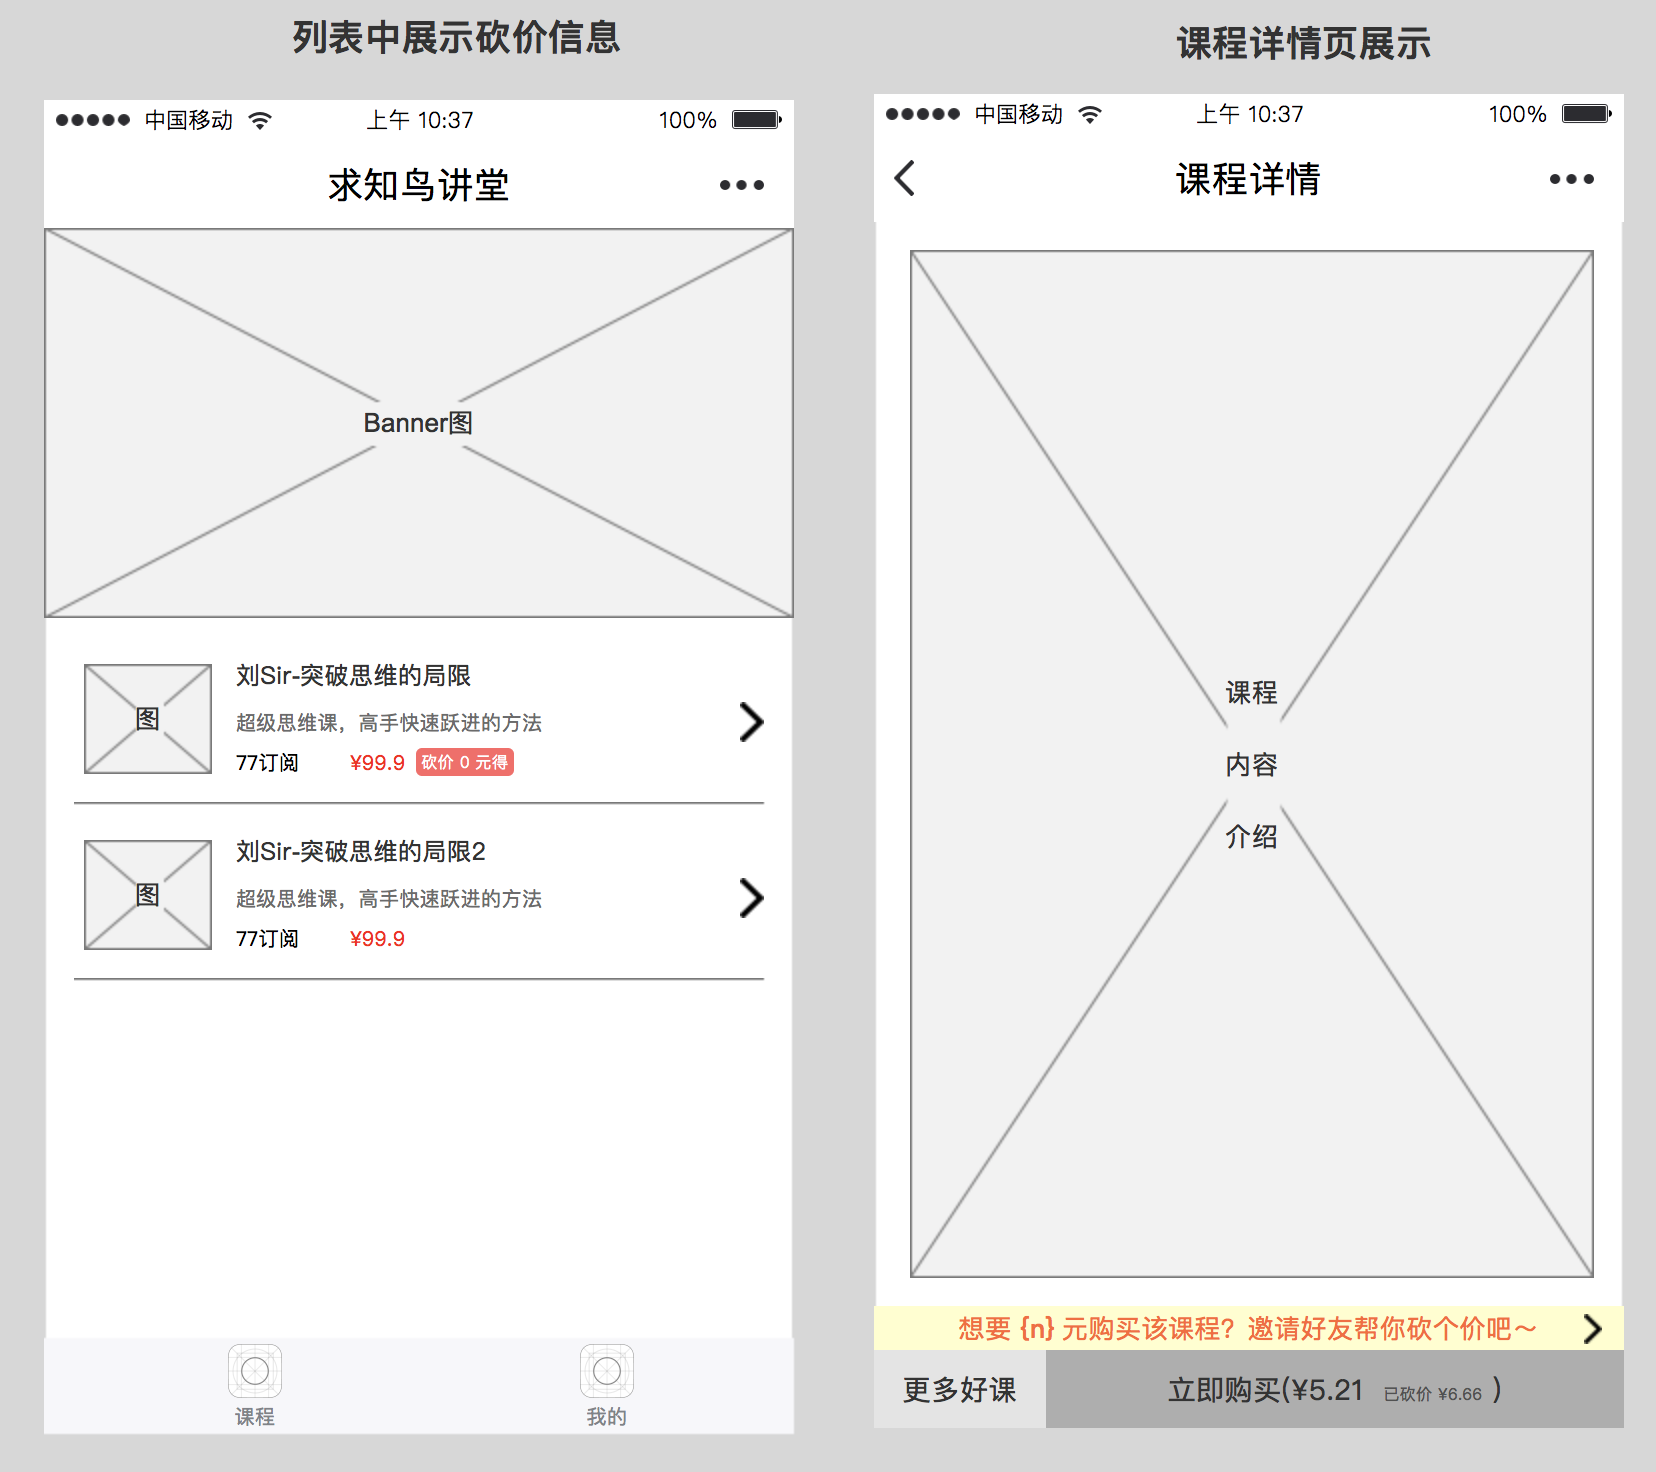 列表中展示砍价信息
中国移动 上午 10:37 100%
求知鸟讲堂
Banner图
图
刘Sir-突破思维的局限
超级思维课，高手快速跃进的方法
77订阅 ¥99.9 砍价 0 元得
图
刘Sir-突破思维的局限2
超级思维课，高手快速跃进的方法
77订阅 ¥99.9
课程 我的
课程详情页展示
中国移动 上午 10:37 100%
课程详情
课程
内容
介绍
想要 {n} 元购买该课程？邀请好友帮你砍个价吧～
更多好课 立即购买(¥5.21 已砍价 ¥6.66 )